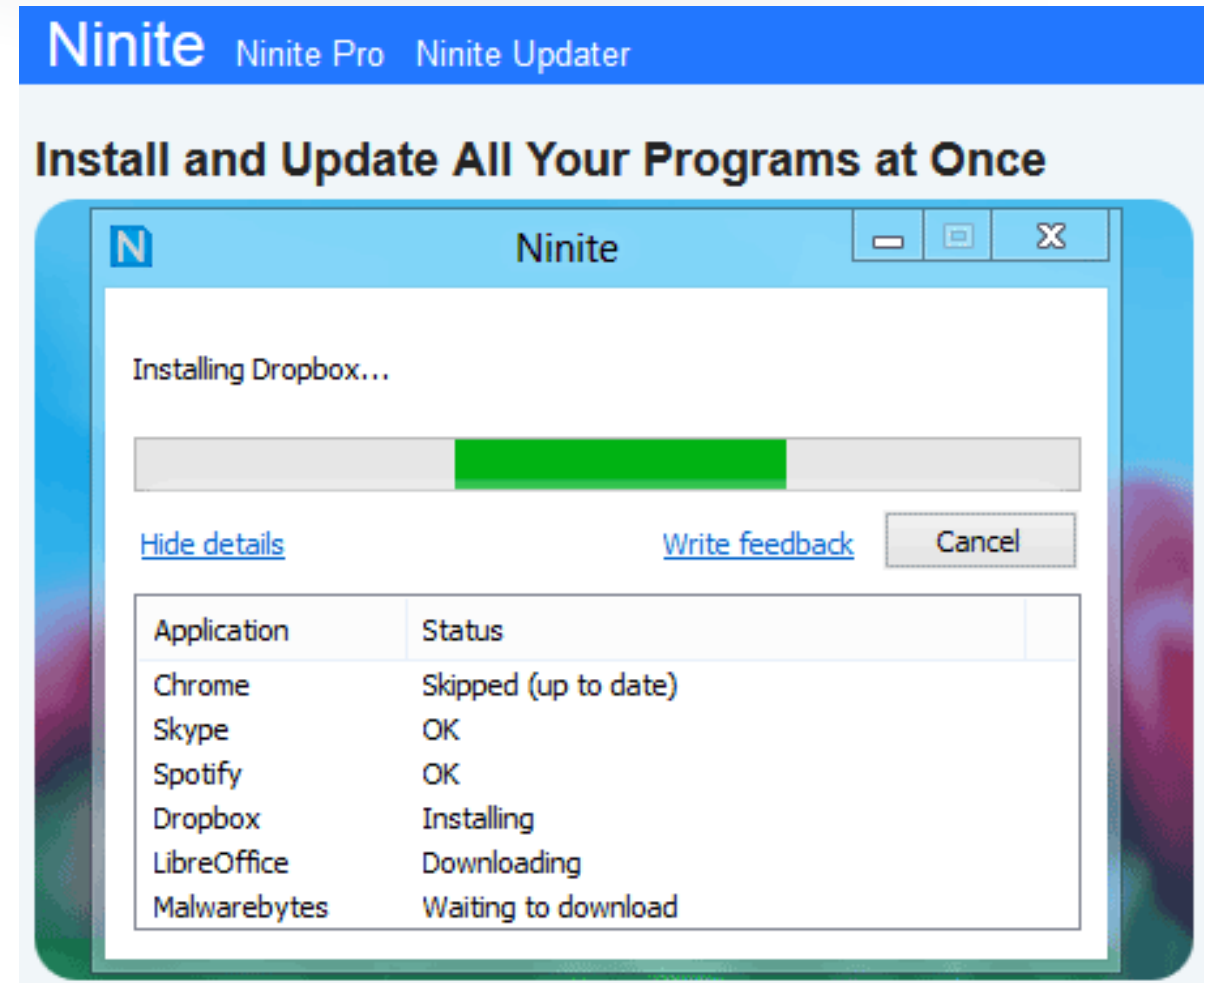 Ninite Ninite Pro Ninite Updater
Install and Update All Your Programs at Once
N Ninite
Installing Dropbox...
Hide details Write feedback Cancel
Application Status
Chrome Skipped (up to date)
Skype OK
Spotify OK
Dropbox Installing
LibreOffice Downloading
Malwarebytes Waiting to download